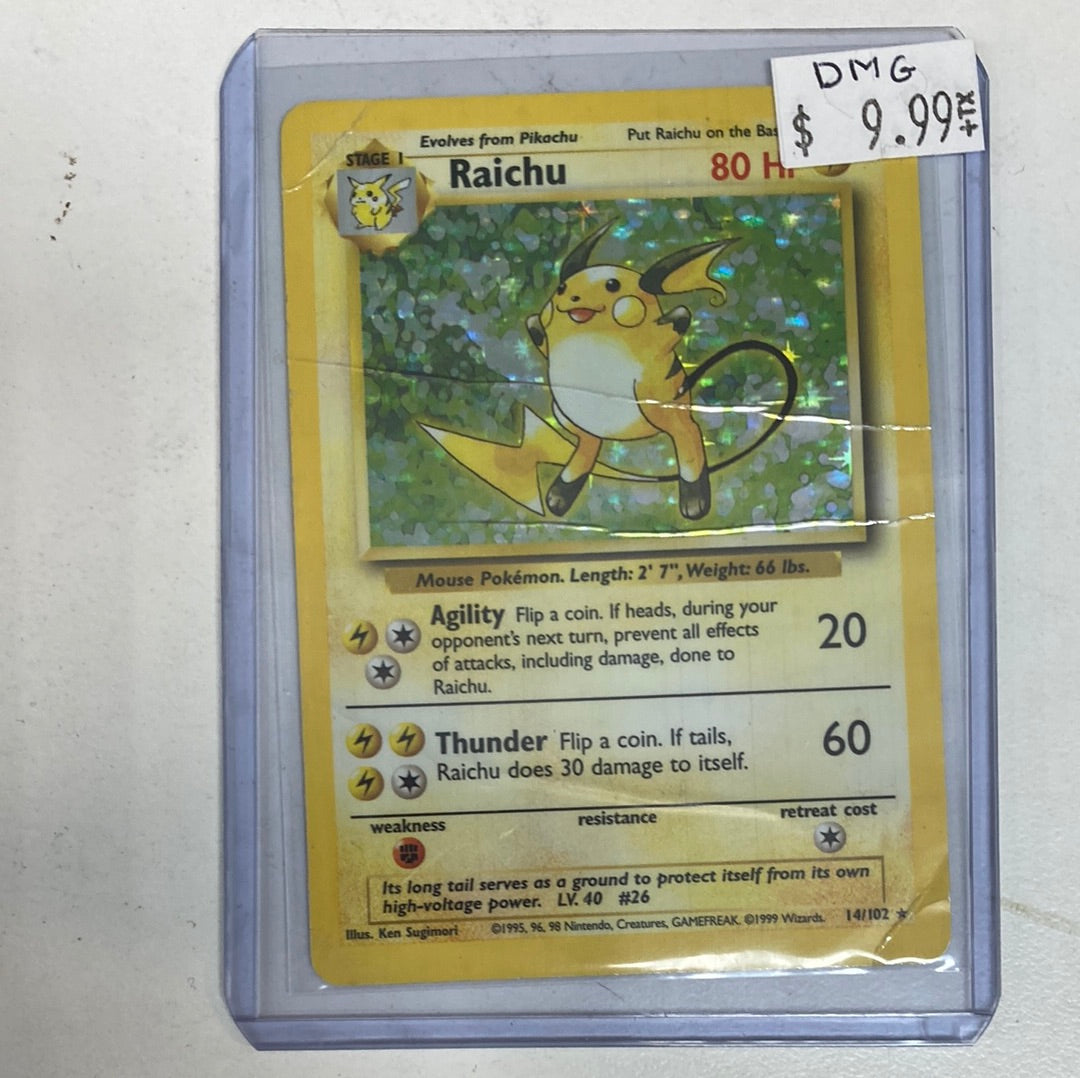 DMG
$ 9.99
Evolves from Pikachu Put Raichu on the
STAGE 1
Raichu 80
Mouse Pokémon. Length: 2' 7", Weight: 66 lbs.
Agility Flip a coin. If heads, during your
opponent's next turn, prevent all effects
of attacks, including damage, done to
Raichu.
20
Thunder Flip a coin. If tails,
Raichu does 30 damage to itself.
60
weakness resistance retreat cost
Its long tail serves as a ground to protect itself from its own
high-voltage power. LV. 40 #26
Illus. Ken Sugimori ©1995, 96, 98 Nintendo, Creatures, GAMEFREAK. ©1999 Wizards. 14/102 ★